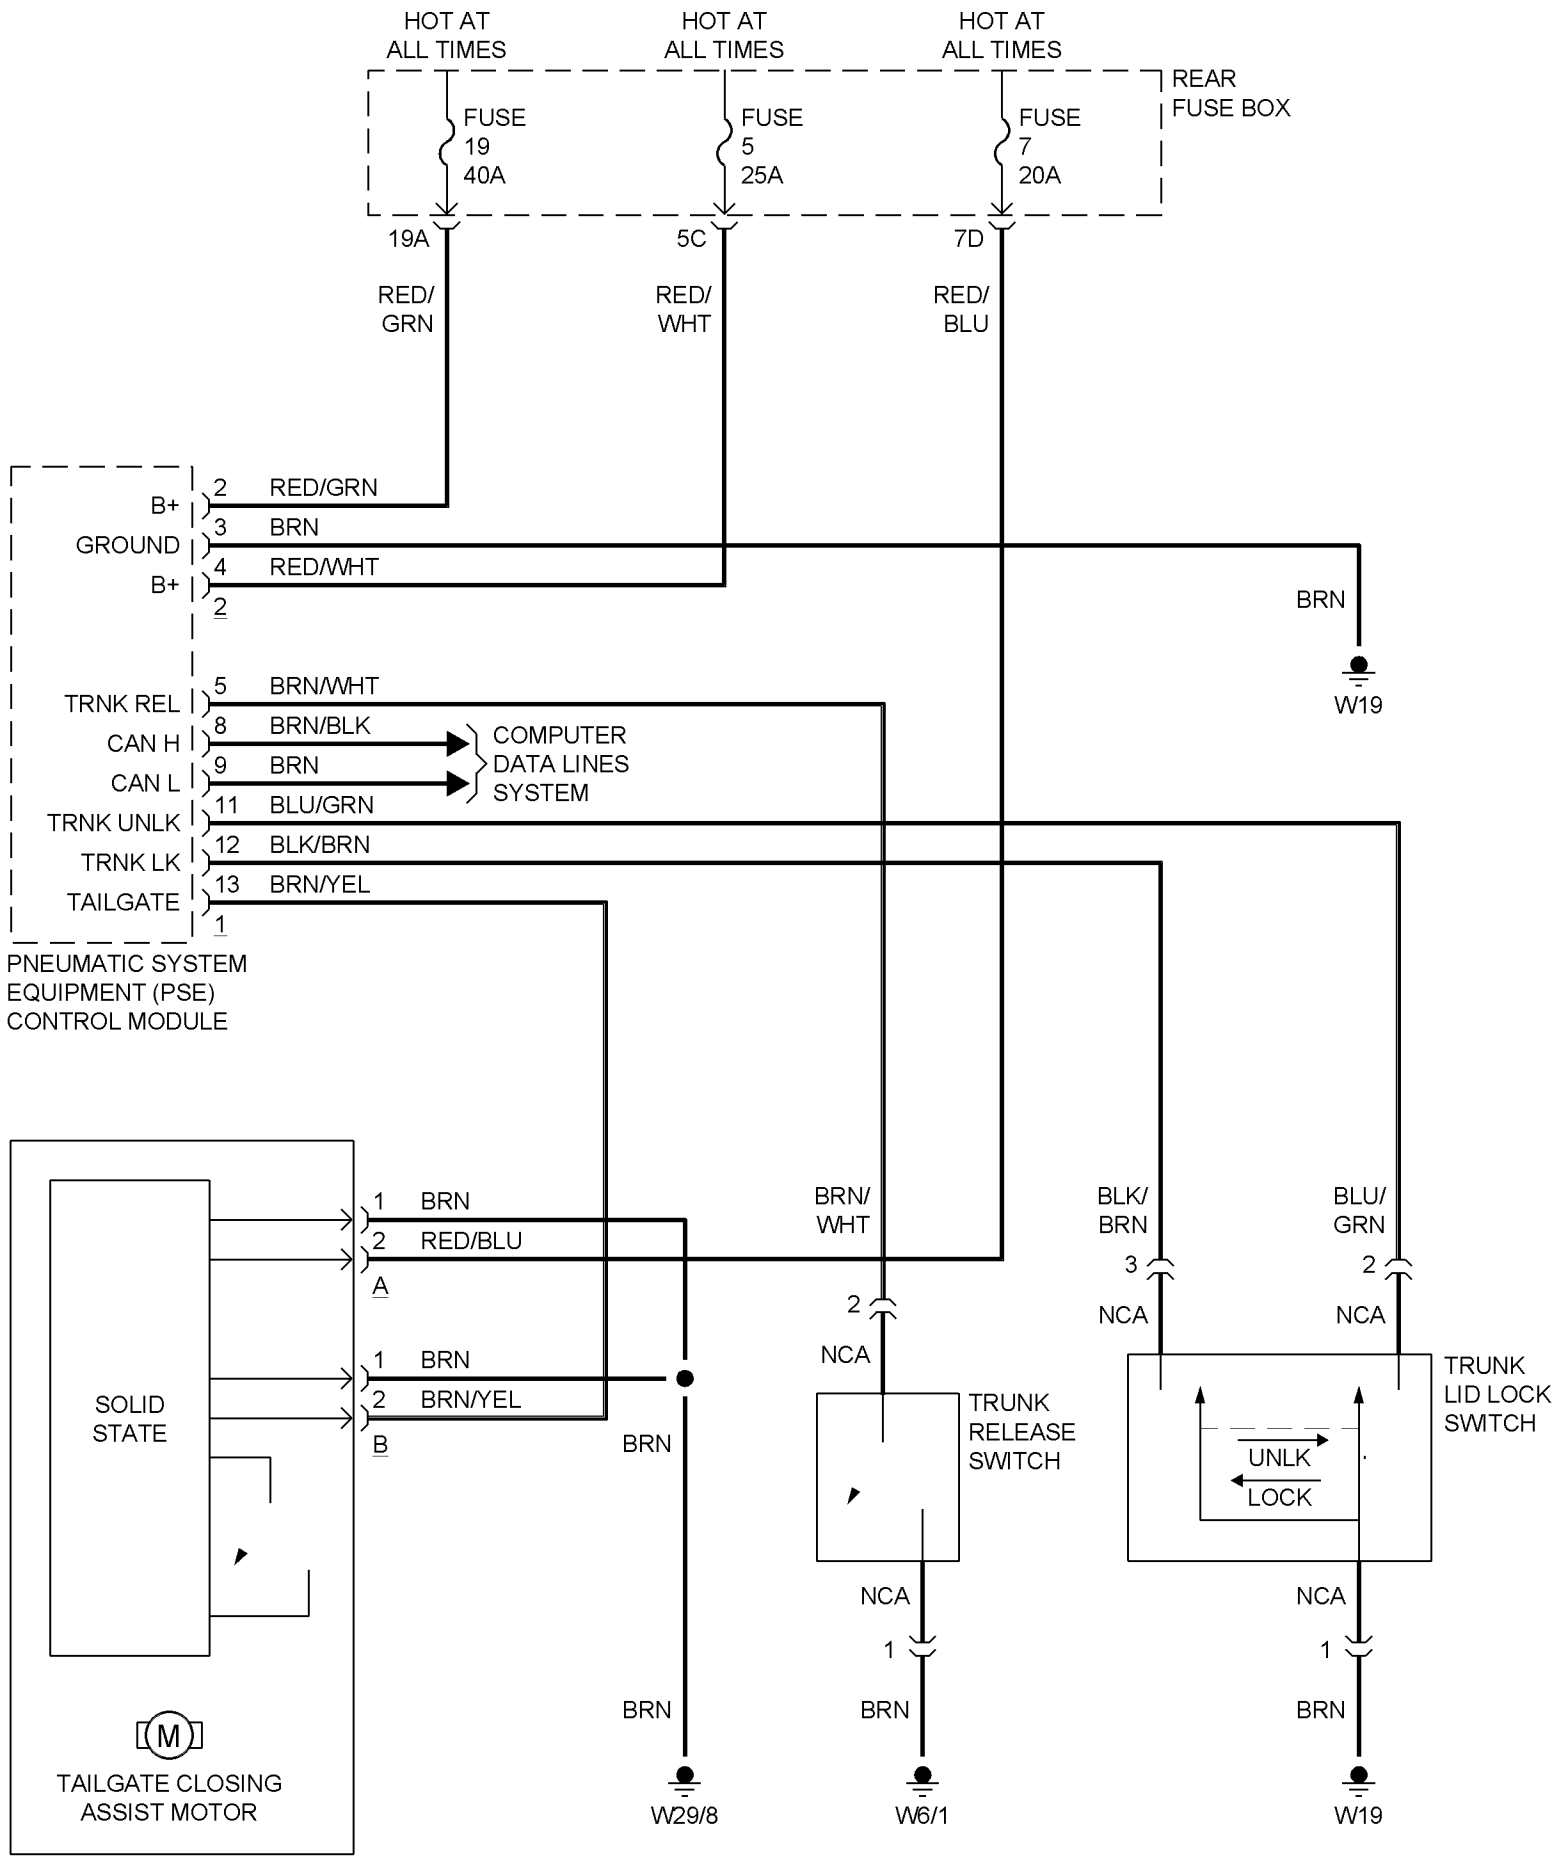 HOT AT
ALL TIMES
HOT AT
ALL TIMES
HOT AT
ALL TIMES
REAR
FUSE BOX
FUSE
19
40A
FUSE
5
25A
FUSE
7
20A
19A
5C
7D
RED/
GRN
RED/
WHT
RED/
BLU
B+
2
RED/GRN
GROUND
3
BRN
B+
4
RED/WHT
2
BRN
W19
TRNK REL
5
BRN/WHT
CAN H
8
BRN/BLK
CAN L
9
BRN
COMPUTER
DATA LINES
SYSTEM
TRNK UNLK
11
BLU/GRN
TRNK LK
12
BLK/BRN
TAILGATE
13
BRN/YEL
1
PNEUMATIC SYSTEM
EQUIPMENT (PSE)
CONTROL MODULE
1
BRN
2
RED/BLU
A
1
BRN
2
BRN/YEL
B
SOLID
STATE
BRN
BRN
W29/8
M
TAILGATE CLOSING
ASSIST MOTOR
BRN/
WHT
2
NCA
TRUNK
RELEASE
SWITCH
NCA
1
BRN
W6/1
BLK/
BRN
3
NCA
BLU/
GRN
2
NCA
TRUNK
LID LOCK
SWITCH
UNLK
LOCK
NCA
1
BRN
W19